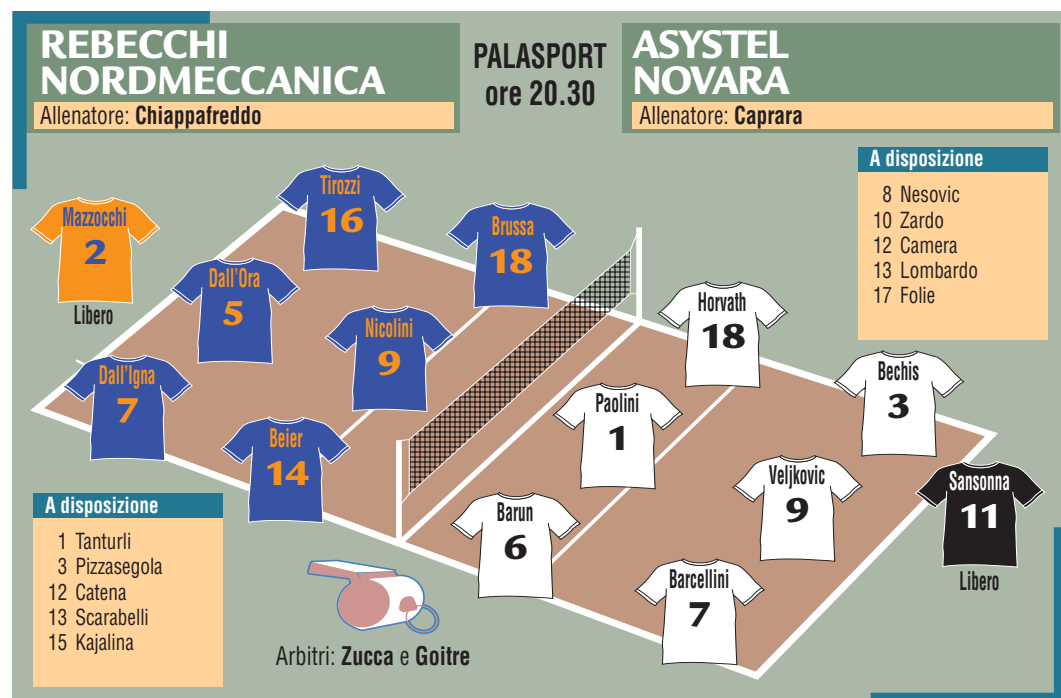 REBECCHI
NORDMECCANICA
Allenatore: Chiappafreddo
PALASPORT
ore 20.30
ASYSTEL
NOVARA
Allenatore: Caprara
A disposizione
8 Nesovic
10 Zardo
12 Camera
13 Lombardo
17 Folie
Mazzocchi
2
Libero
Tirozzi
16
Brussa
18
Dall'Ora
5
Nicolini
9
Dall'Igna
7
Beier
14
Horvath
18
Bechis
3
Paolini
1
Veljkovic
9
Barun
6
Barcellini
7
Sansonna
11
Libero
A disposizione
1 Tanturli
3 Pizzasegola
12 Catena
13 Scarabelli
15 Kajalina
Arbitri: Zucca e Goitre